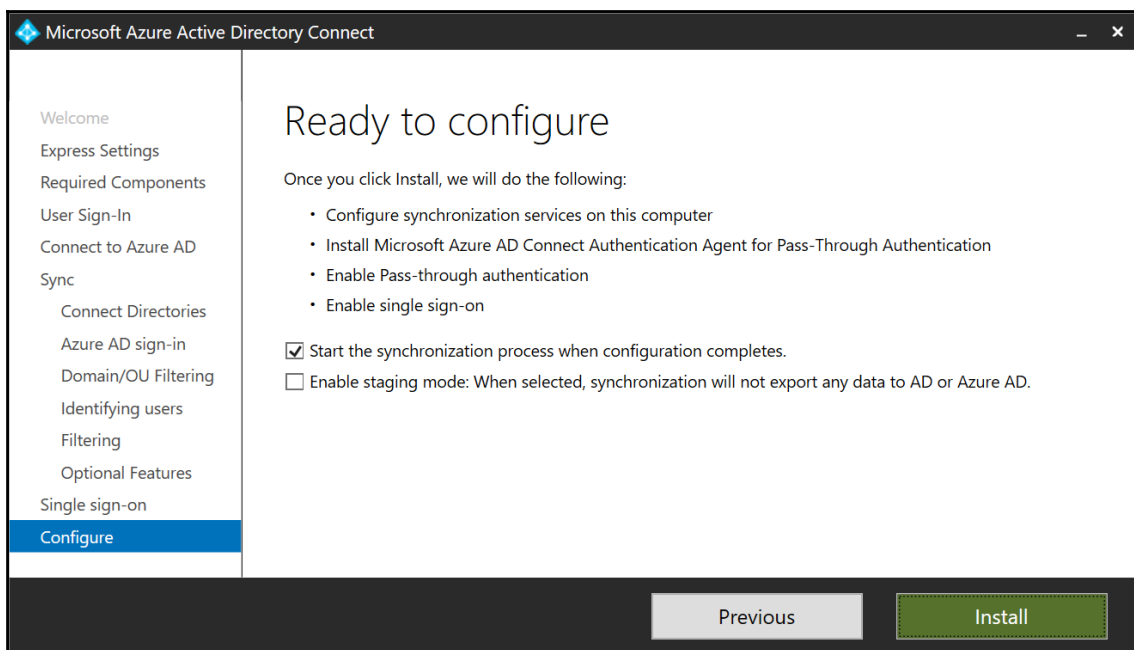 Microsoft Azure Active Directory Connect
Welcome
Express Settings
Required Components
User Sign-In
Connect to Azure AD
Sync
Connect Directories
Azure AD sign-in
Domain/OU Filtering
Identifying users
Filtering
Optional Features
Single sign-on
Configure
Ready to configure
Once you click Install, we will do the following:
• Configure synchronization services on this computer
• Install Microsoft Azure AD Connect Authentication Agent for Pass-Through Authentication
• Enable Pass-through authentication
• Enable single sign-on
Start the synchronization process when configuration completes.
Enable staging mode: When selected, synchronization will not export any data to AD or Azure AD.
Previous
Install